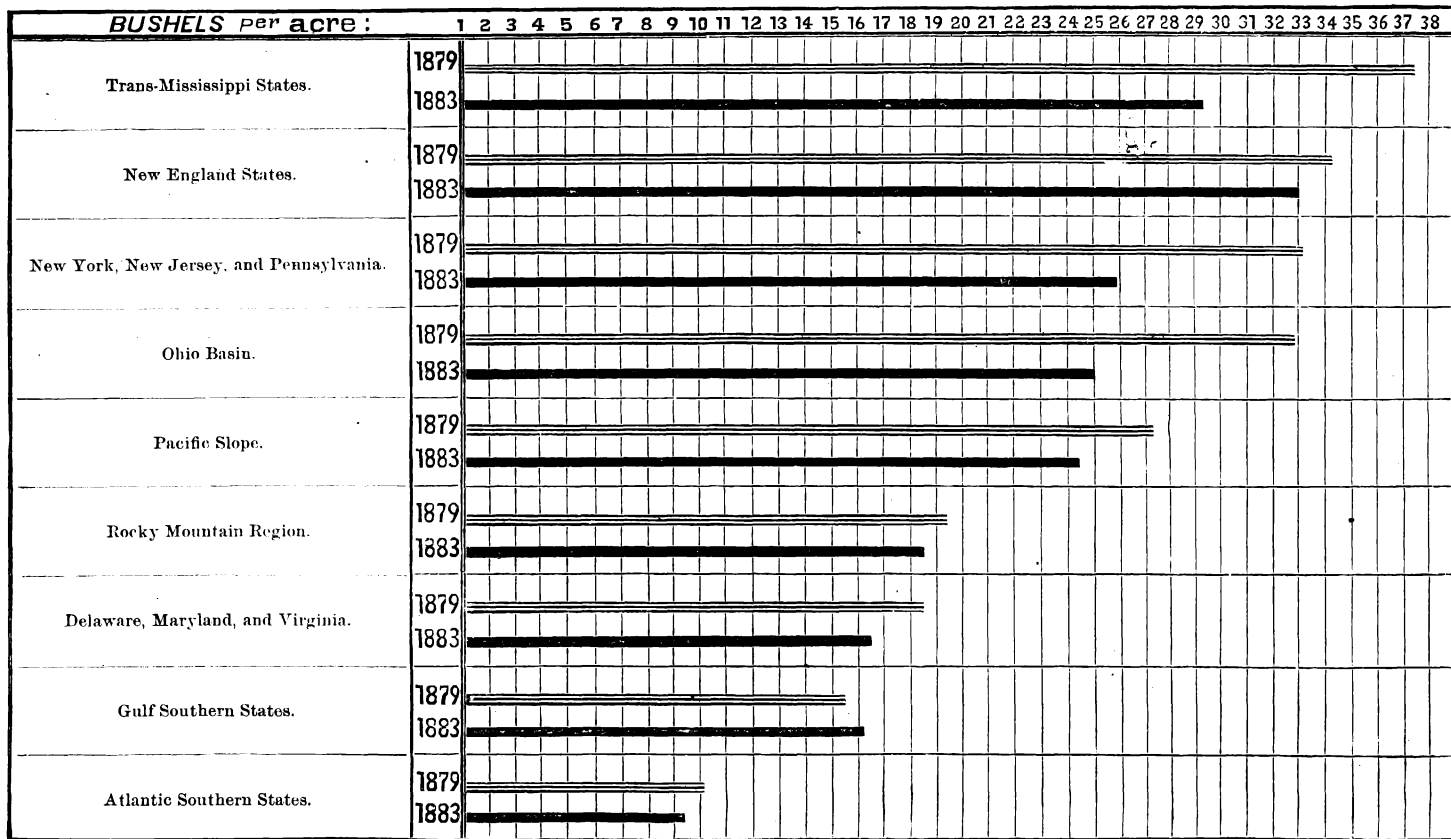 BUSHELS per acre: 1 2 3 4 5 6 7 8 9 10 11 12 13 14 15 16 17 18 19 20 21 22 23 24 25 26 27 28 29 30 31 32 33 34 35 36 37 38
Trans-Mississippi States.
1879
1883
New England States.
1879
1883
New York, New Jersey, and Pennsylvania.
1879
1883
Ohio Basin.
1879
1883
Pacific Slope.
1879
1883
Rocky Mountain Region.
1879
1883
Delaware, Maryland, and Virginia.
1879
1883
Gulf Southern States.
1879
1883
Atlantic Southern States.
1879
1883